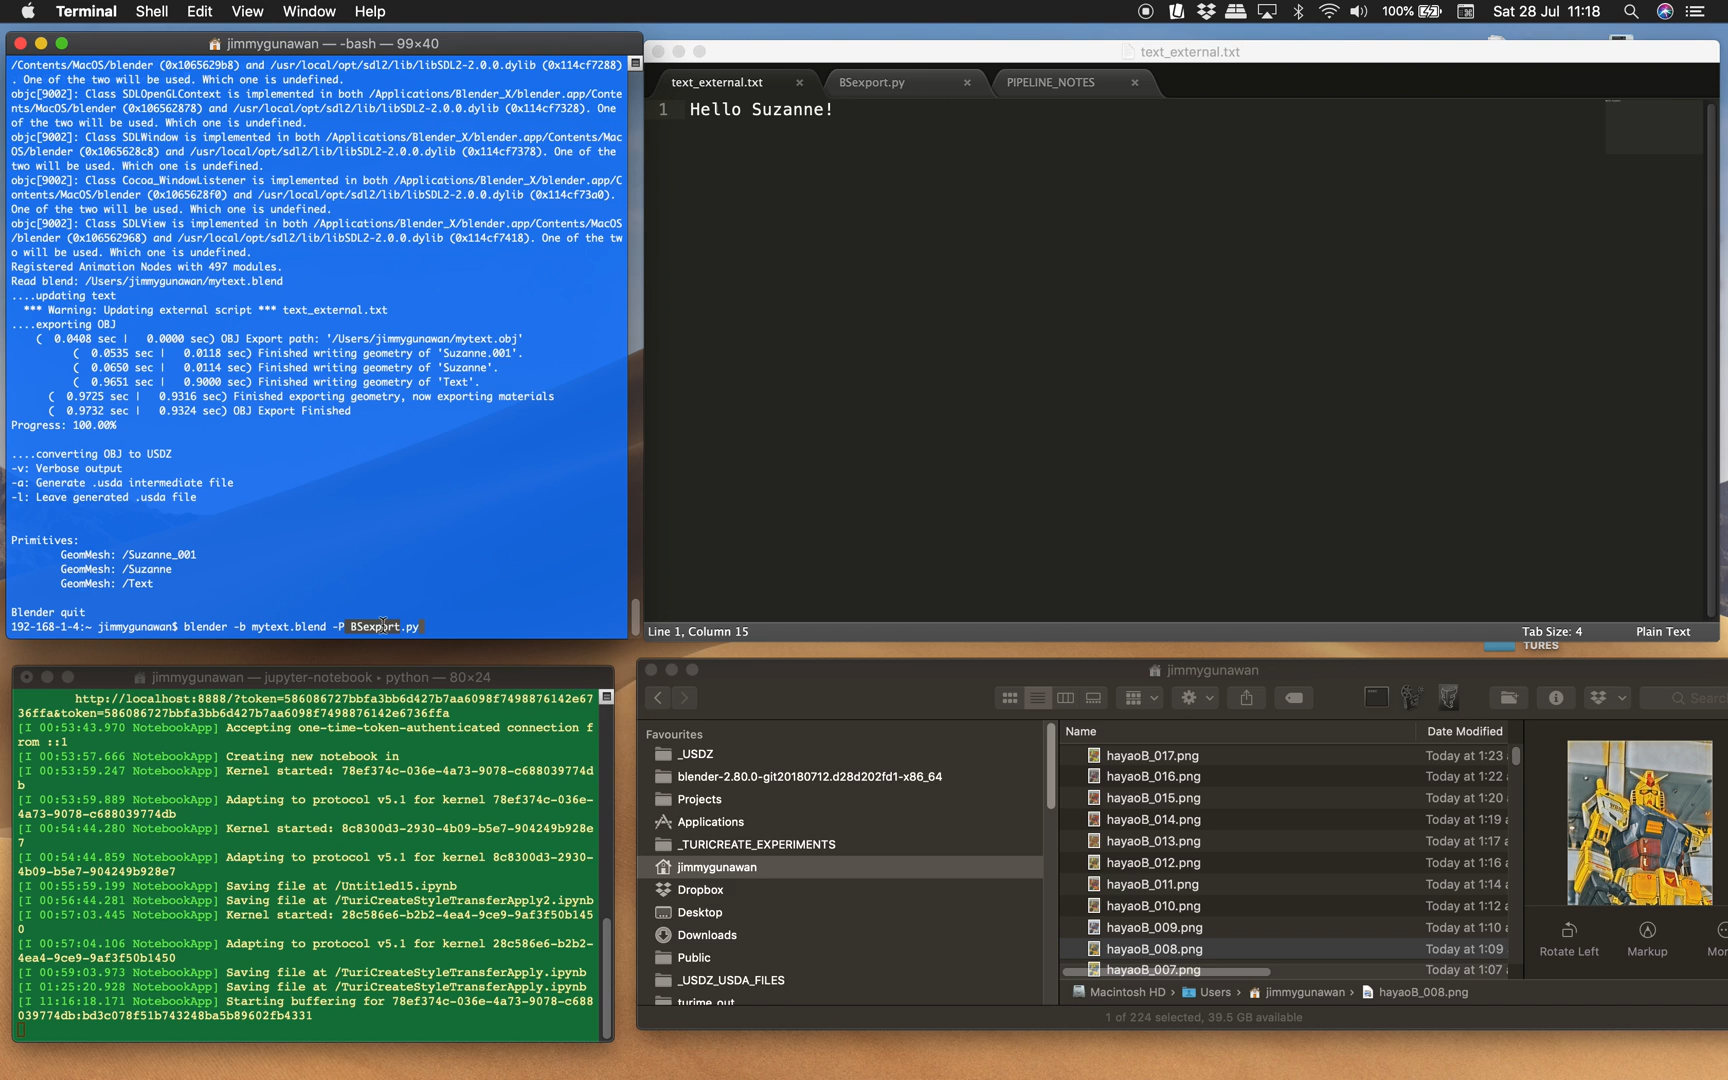 Terminal Shell Edit View Window Help
100% Sat 28 Jul 11:18
jimmygunawan — -bash — 99×40
/Contents/MacOS/blender (0x1065629b8) and /usr/local/opt/sdl2/lib/libSDL2-2.0.0.dylib (0x114cf7288)
. One of the two will be used. Which one is undefined.
objc[9002]: Class SDLOpenGLContext is implemented in both /Applications/Blender_X/blender.app/Conte
nts/MacOS/blender (0x106562878) and /usr/local/opt/sdl2/lib/libSDL2-2.0.0.dylib (0x114cf7328). One
of the two will be used. Which one is undefined.
objc[9002]: Class SDLWindow is implemented in both /Applications/Blender_X/blender.app/Contents/Mac
OS/blender (0x1065628c8) and /usr/local/opt/sdl2/lib/libSDL2-2.0.0.dylib (0x114cf7378). One of the
two will be used. Which one is undefined.
objc[9002]: Class Cocoa_WindowListener is implemented in both /Applications/Blender_X/blender.app/C
ontents/MacOS/blender (0x1065628f0) and /usr/local/opt/sdl2/lib/libSDL2-2.0.0.dylib (0x114cf73a0).
One of the two will be used. Which one is undefined.
objc[9002]: Class SDLView is implemented in both /Applications/Blender_X/blender.app/Contents/MacOS
/blender (0x106562968) and /usr/local/opt/sdl2/lib/libSDL2-2.0.0.dylib (0x114cf7418). One of the tw
o will be used. Which one is undefined.
Registered Animation Nodes with 497 modules.
Read blend: /Users/jimmygunawan/mytext.blend
....updating text
*** Warning: Updating external script *** text_external.txt
....exporting OBJ
( 0.0408 sec | 0.0000 sec) OBJ Export path: '/Users/jimmygunawan/mytext.obj'
( 0.0535 sec | 0.0118 sec) Finished writing geometry of 'Suzanne.001'.
( 0.0650 sec | 0.0114 sec) Finished writing geometry of 'Suzanne'.
( 0.9651 sec | 0.9000 sec) Finished writing geometry of 'Text'.
( 0.9725 sec | 0.9316 sec) Finished exporting geometry, now exporting materials
( 0.9732 sec | 0.9324 sec) OBJ Export Finished
Progress: 100.00%
....converting OBJ to USDZ
-v: Verbose output
-a: Generate .usda intermediate file
-l: Leave generated .usda file
Primitives:
GeomMesh: /Suzanne_001
GeomMesh: /Suzanne
GeomMesh: /Text
Blender quit
192-168-1-4:~ jimmygunawan$ blender -b mytext.blend -P BSexport.py
text_external.txt
text_external.txt × BSexport.py × PIPELINE_NOTES ×
1 Hello Suzanne!
Line 1, Column 15 Tab Size: 4 Plain Text
TURES
jimmygunawan — jupyter-notebook • python — 80×24
http://localhost:8888/?token=586086727bbfa3bb6d427b7aa6098f7498876142e67
36ffa&token=586086727bbfa3bb6d427b7aa6098f7498876142e6736ffa
[I 00:53:43.970 NotebookApp] Accepting one-time-token-authenticated connection f
rom ::1
[I 00:53:57.666 NotebookApp] Creating new notebook in
[I 00:53:59.247 NotebookApp] Kernel started: 78ef374c-036e-4a73-9078-c688039774d
b
[I 00:53:59.889 NotebookApp] Adapting to protocol v5.1 for kernel 78ef374c-036e-
4a73-9078-c688039774db
[I 00:54:44.280 NotebookApp] Kernel started: 8c8300d3-2930-4b09-b5e7-904249b928e
7
[I 00:54:44.859 NotebookApp] Adapting to protocol v5.1 for kernel 8c8300d3-2930-
4b09-b5e7-904249b928e7
[I 00:55:59.199 NotebookApp] Saving file at /Untitled15.ipynb
[I 00:56:44.281 NotebookApp] Saving file at /TuriCreateStyleTransferApply2.ipynb
[I 00:57:03.445 NotebookApp] Kernel started: 28c586e6-b2b2-4ea4-9ce9-9af3f50b145
0
[I 00:57:04.106 NotebookApp] Adapting to protocol v5.1 for kernel 28c586e6-b2b2-
4ea4-9ce9-9af3f50b1450
[I 00:59:03.973 NotebookApp] Saving file at /TuriCreateStyleTransferApply.ipynb
[I 01:25:20.928 NotebookApp] Saving file at /TuriCreateStyleTransferApply.ipynb
[I 11:16:18.171 NotebookApp] Starting buffering for 78ef374c-036e-4a73-9078-c688
039774db:bd3c078f51b743248ba5b89602fb4331
jimmygunawan
Search
Favourites
_USDZ
blender-2.80.0-git20180712.d28d202fd1-x86_64
Projects
Applications
_TURICREATE_EXPERIMENTS
jimmygunawan
Dropbox
Desktop
Downloads
Public
_USDZ_USDA_FILES
turime_out
Name Date Modified
hayaoB_017.png Today at 1:23
hayaoB_016.png Today at 1:22
hayaoB_015.png Today at 1:20
hayaoB_014.png Today at 1:19
hayaoB_013.png Today at 1:17
hayaoB_012.png Today at 1:16
hayaoB_011.png Today at 1:14
hayaoB_010.png Today at 1:12
hayaoB_009.png Today at 1:10
hayaoB_008.png Today at 1:09
hayaoB_007.png Today at 1:07
Rotate Left Markup Mor
Macintosh HD › Users › jimmygunawan › hayaoB_008.png
1 of 224 selected, 39.5 GB available